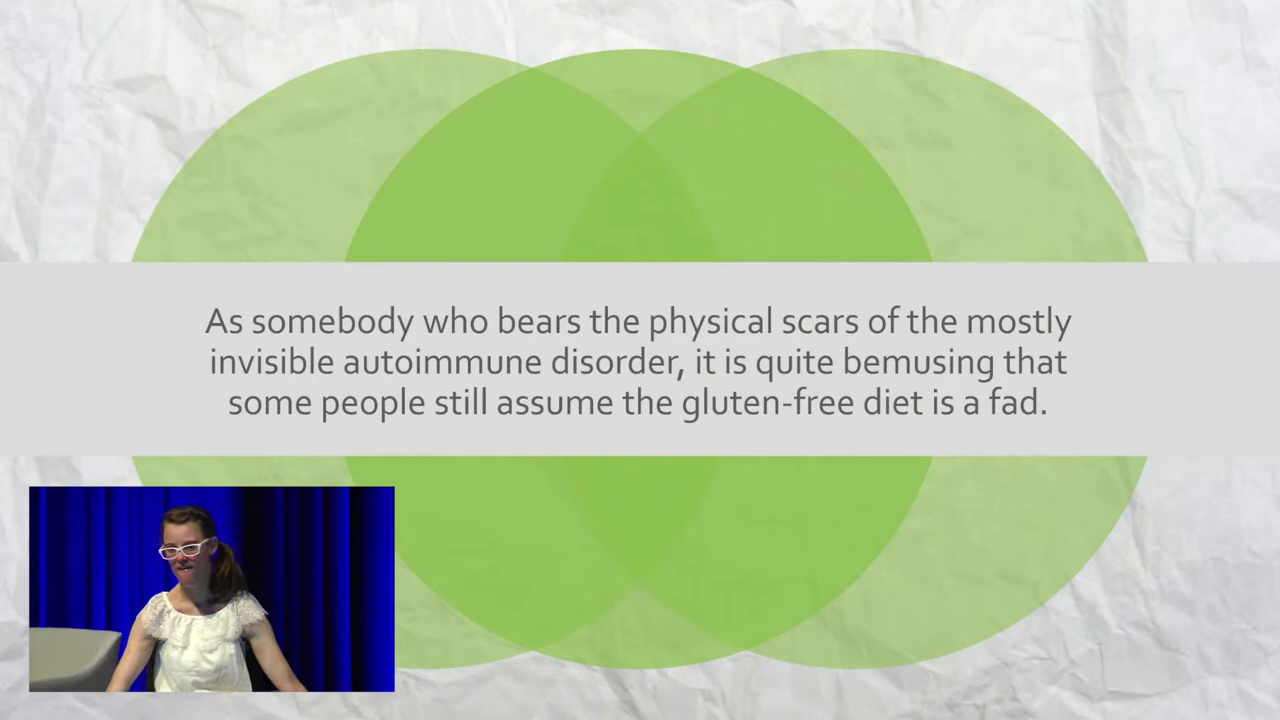 As somebody who bears the physical scars of the mostly
invisible autoimmune disorder, it is quite bemusing that
some people still assume the gluten-free diet is a fad.